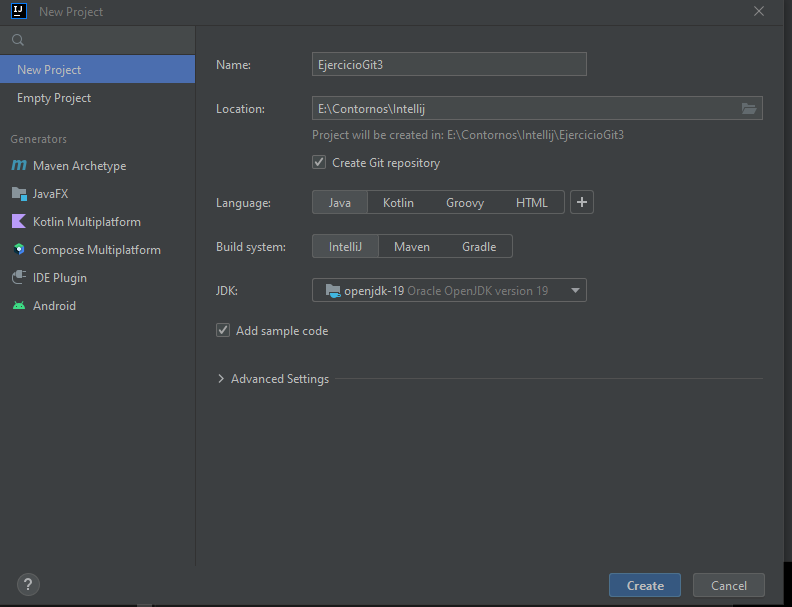 IJ
New Project
New Project
Empty Project
Generators
m Maven Archetype
JavaFX
Kotlin Multiplatform
Compose Multiplatform
IDE Plugin
Android
Name: EjercicioGit3
Location: E:\Contornos\Intellij
Project will be created in: E:\Contornos\Intellij\EjercicioGit3
Create Git repository
Language: Java Kotlin Groovy HTML +
Build system: IntelliJ Maven Gradle
JDK: openjdk-19 Oracle OpenJDK version 19
Add sample code
Advanced Settings
? Create Cancel